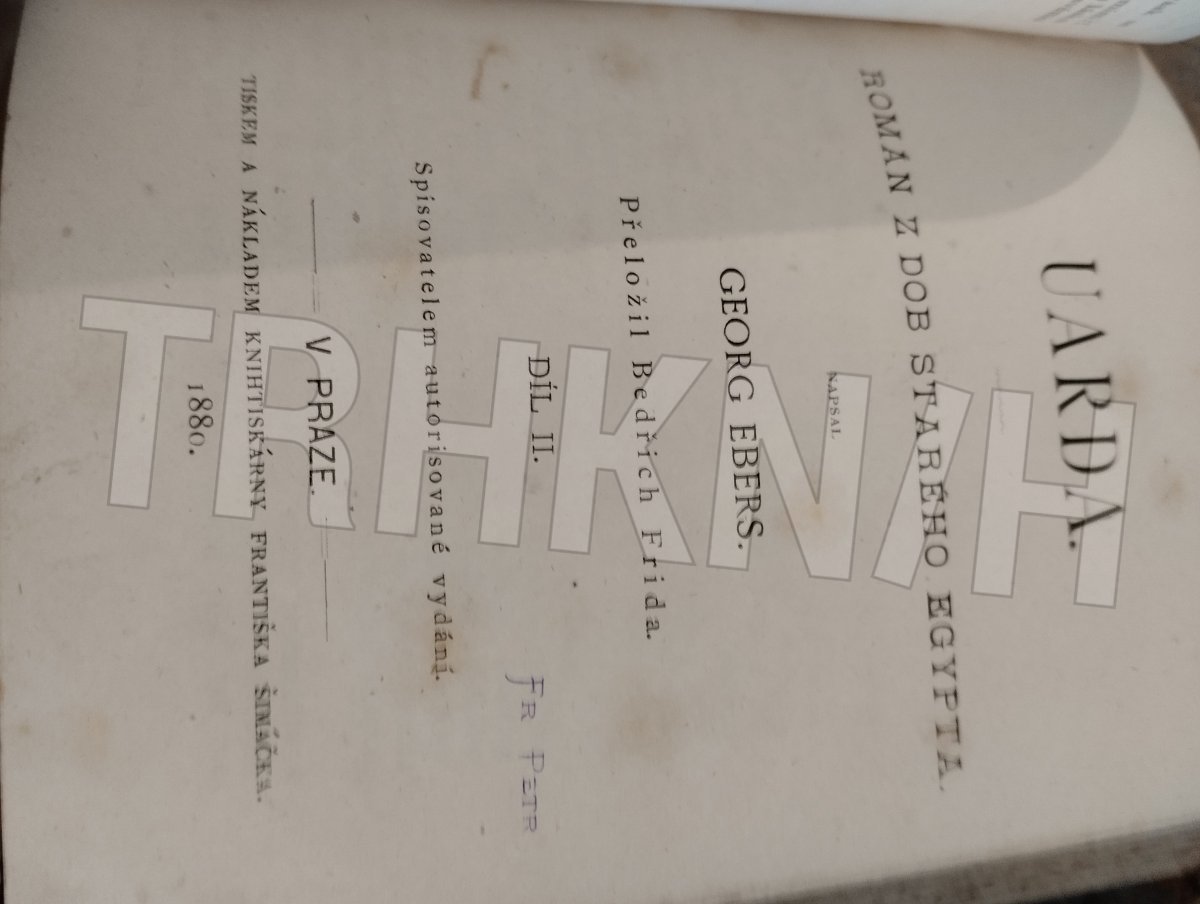 UARDA.
ROMÁN Z DOB STARÉHO EGYPTA.
NAPSAL
GEORG EBERS.
Přeložil Bedřich Frida.
DÍL II.
FR PETR
Spisovatelem autorisované vydání.
V PRAZE.
TISKEM A NÁKLADEM KNIHTISKÁRNY FRANTIŠKA ŠIMÁČKA.
1880.
TRHKNIH